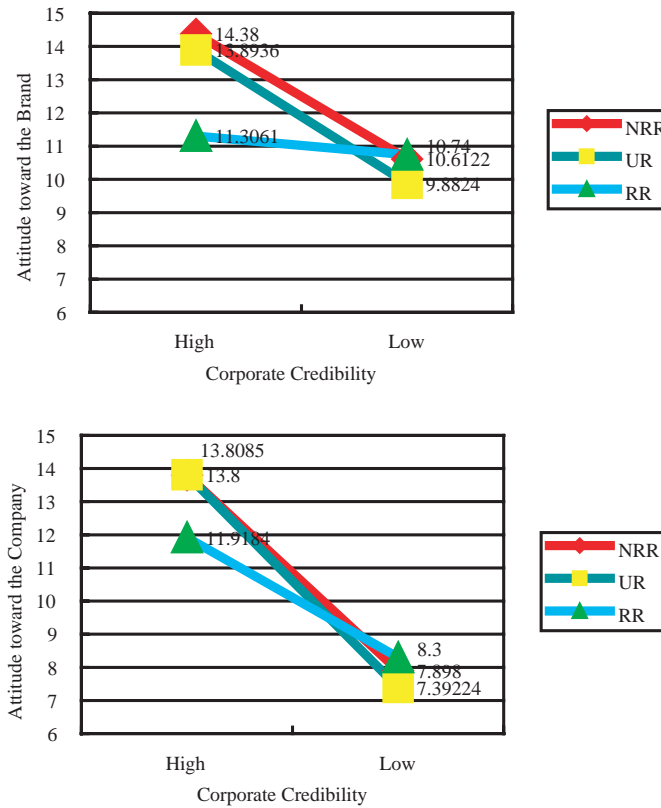 15
14
13
12
11
10
9
8
7
6
Attitude toward the Brand
14.38
13.8936
11.3061
10.74
10.6122
9.8824
High
Low
Corporate Credibility
NRR
UR
RR
15
14
13
12
11
10
9
8
7
6
Attitude toward the Company
13.8085
13.8
11.9184
8.3
7.898
7.39224
High
Low
Corporate Credibility
NRR
UR
RR